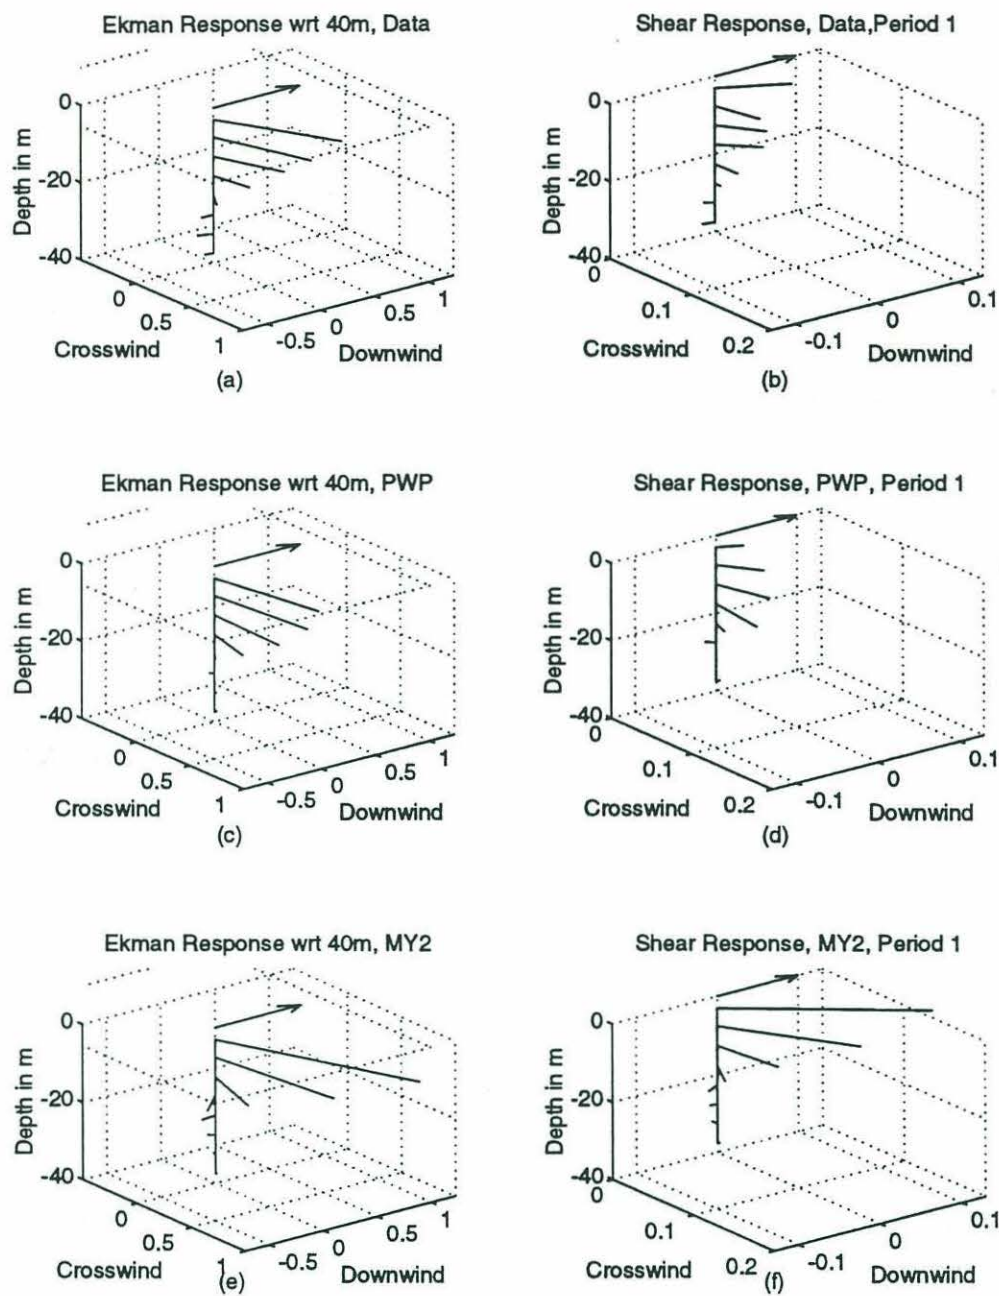 Ekman Response wrt 40m, Data
0
-20
-40
Depth in m
0
0.5
1
Crosswind
-0.5
0
0.5
1
Downwind
(a)
Shear Response, Data,Period 1
0
-20
-40
Depth in m
0
0.1
0.2
Crosswind
-0.1
0
0.1
Downwind
(b)
Ekman Response wrt 40m, PWP
0
-20
-40
Depth in m
0
0.5
1
Crosswind
-0.5
0
0.5
1
Downwind
(c)
Shear Response, PWP, Period 1
0
-20
-40
Depth in m
0
0.1
0.2
Crosswind
-0.1
0
0.1
Downwind
(d)
Ekman Response wrt 40m, MY2
0
-20
-40
Depth in m
0
0.5
1
Crosswind
-0.5
0
0.5
1
Downwind
(e)
Shear Response, MY2, Period 1
0
-20
-40
Depth in m
0
0.1
0.2
Crosswind
-0.1
0
0.1
Downwind
(f)